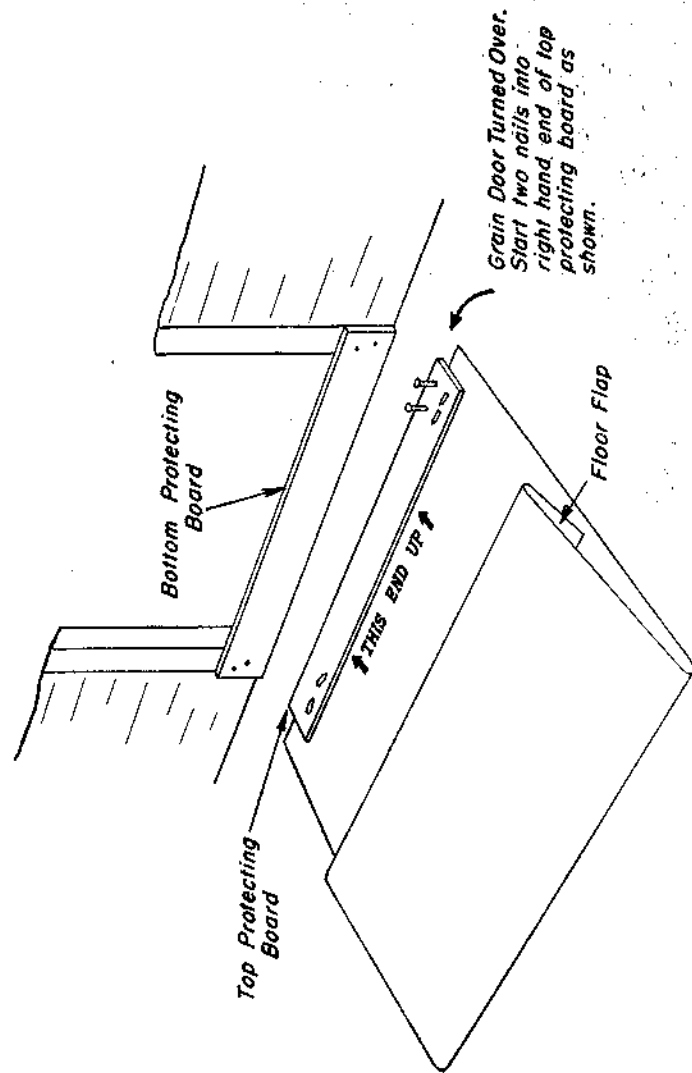 Bottom Protecting
Board
Top Protecting
Board
THIS END UP
Grain Door Turned Over.
Start two nails into
right hand end of top
protecting board as
shown.
Floor Flap